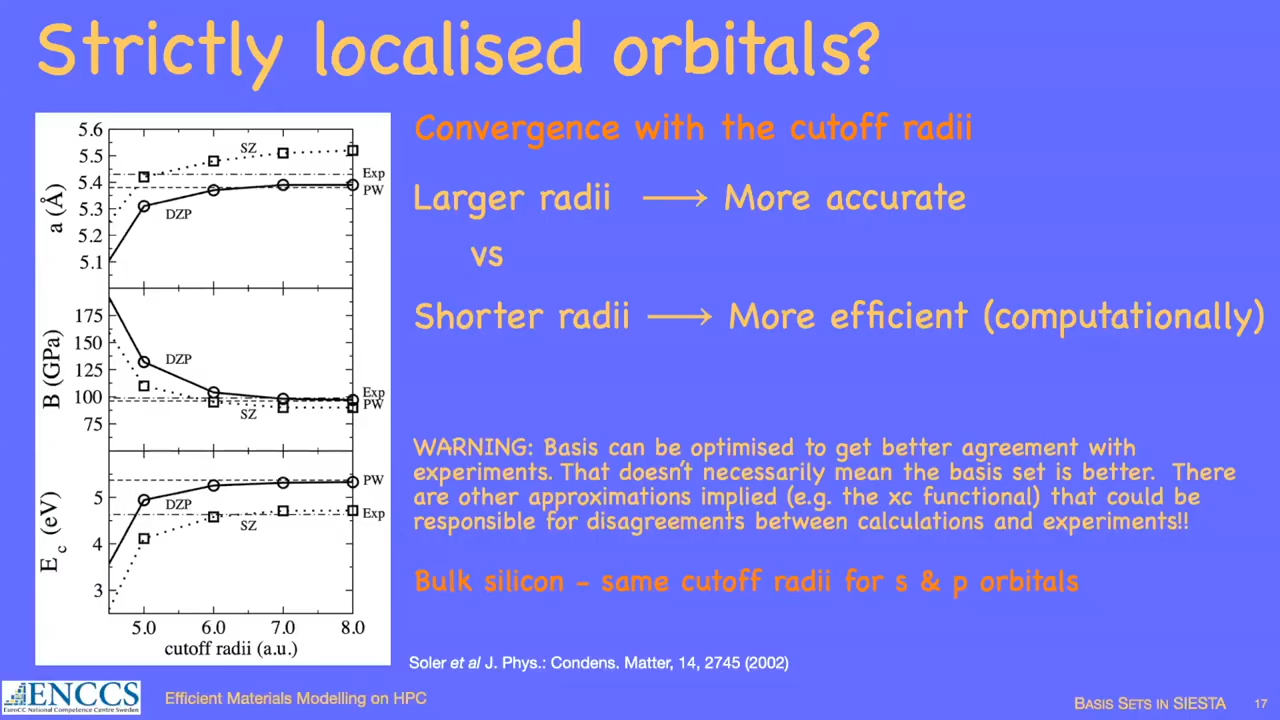 Strictly localised orbitals?
5.6
5.5
5.4
5.3
5.2
5.1
a (Å)
SZ
Exp
PW
DZP
175
150
125
100
75
B (GPa)
DZP
Exp
PW
SZ
5
4
3
E_c (eV)
PW
DZP
Exp
SZ
5.0 6.0 7.0 8.0
cutoff radii (a.u.)
Convergence with the cutoff radii
Larger radii ⟶ More accurate
vs
Shorter radii ⟶ More efficient (computationally)
WARNING: Basis can be optimised to get better agreement with
experiments. That doesn't necessarily mean the basis set is better. There
are other approximations implied (e.g. the xc functional) that could be
responsible for disagreements between calculations and experiments!!
Bulk silicon - same cutoff radii for s & p orbitals
Soler et al J. Phys.: Condens. Matter, 14, 2745 (2002)
ENCCS
EuroCC National Competence Centre Sweden
Efficient Materials Modelling on HPC
Basis Sets in SIESTA 17